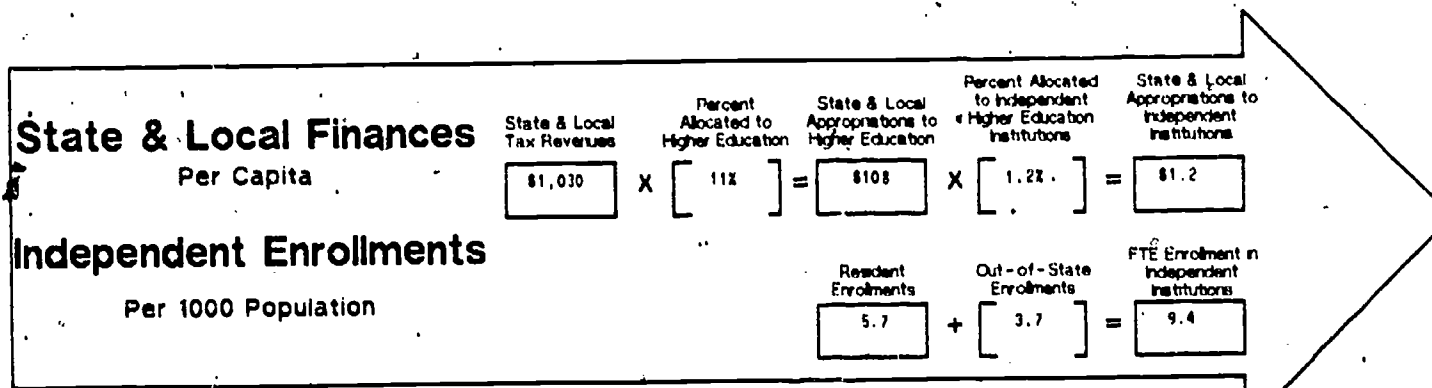 State & Local Finances
Per Capita
State & Local
Tax Revenues
$1,030
X
Percent
Allocated to
Higher Education
11%
=
State & Local
Appropriations to
Higher Education
$108
X
Percent Allocated
to Independent
Higher Education
Institutions
1.2%
=
State & Local
Appropriations to
Independent
Institutions
$1.2
Independent Enrollments
Per 1000 Population
Resident
Enrollments
5.7
+
Out-of-State
Enrollments
3.7
=
FTE Enrollment in
Independent
Institutions
9.4